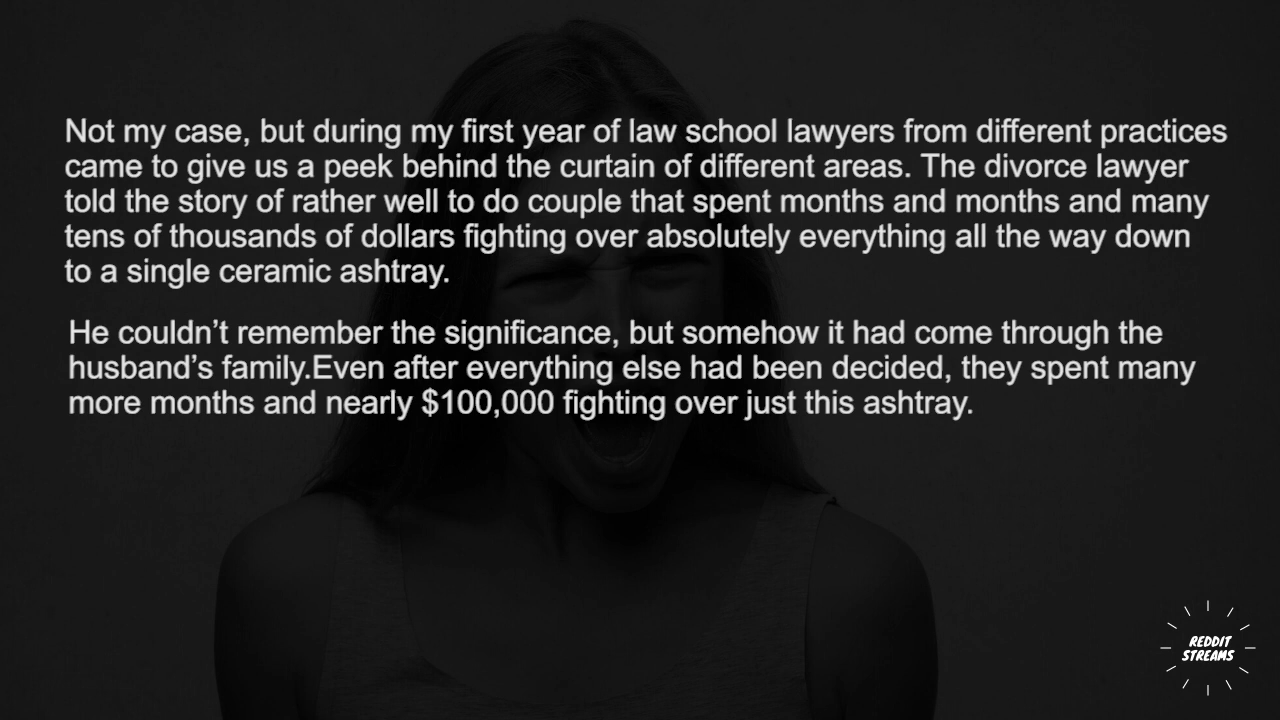 Not my case, but during my first year of law school lawyers from different practices
came to give us a peek behind the curtain of different areas. The divorce lawyer
told the story of rather well to do couple that spent months and months and many
tens of thousands of dollars fighting over absolutely everything all the way down
to a single ceramic ashtray.
He couldn’t remember the significance, but somehow it had come through the
husband’s family.Even after everything else had been decided, they spent many
more months and nearly $100,000 fighting over just this ashtray.
REDDIT
STREAMS